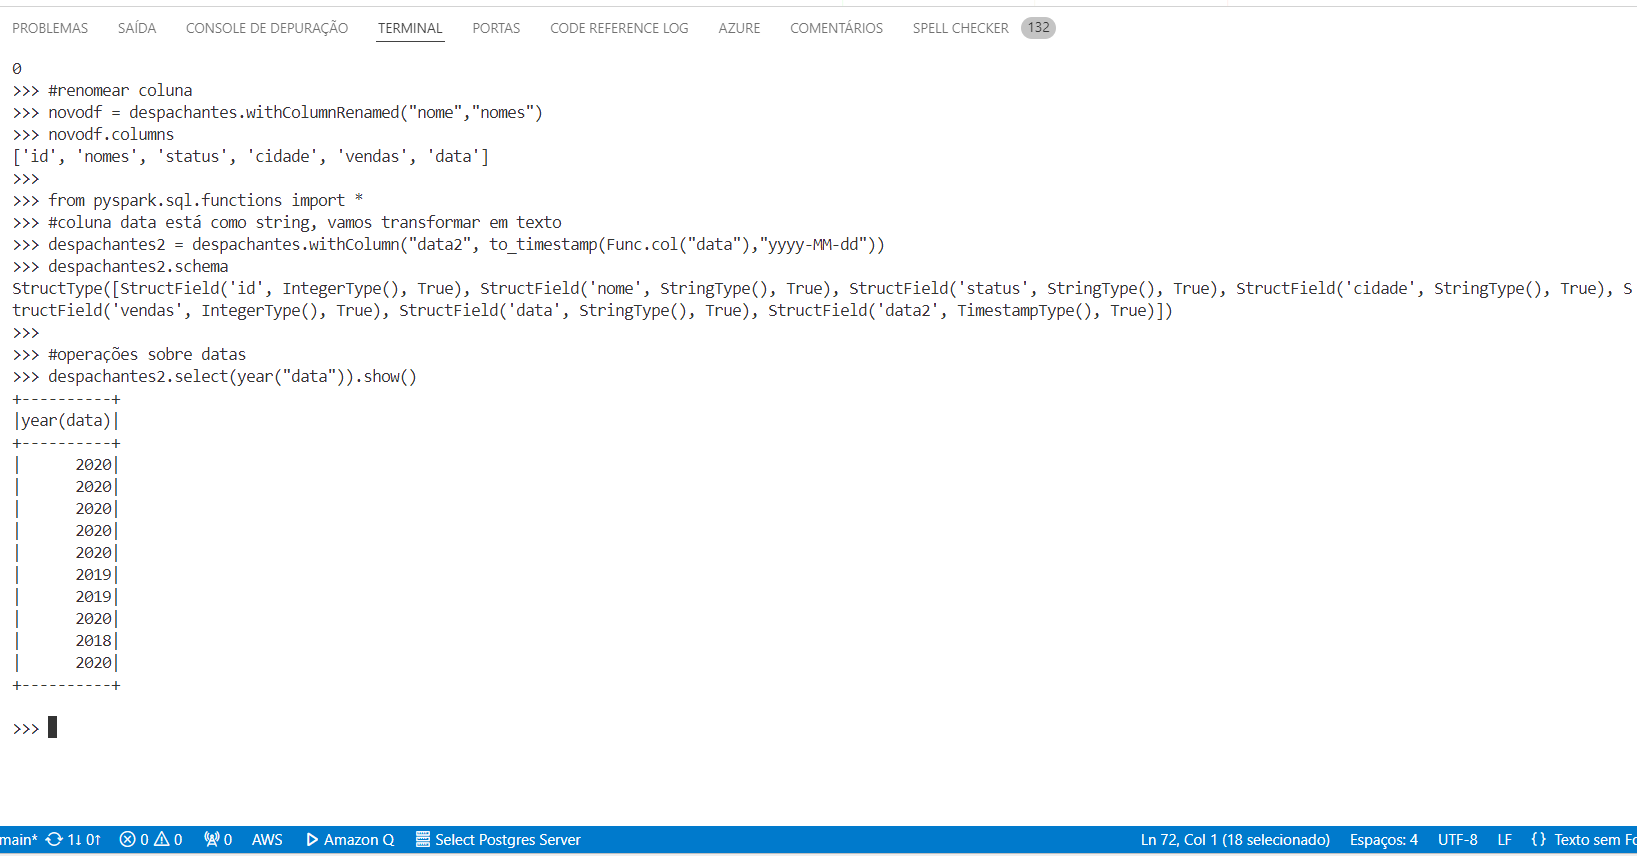 PROBLEMAS SAÍDA CONSOLE DE DEPURAÇÃO TERMINAL PORTAS CODE REFERENCE LOG AZURE COMENTÁRIOS SPELL CHECKER 132
0
>>> #renomear coluna
>>> novodf = despachantes.withColumnRenamed("nome","nomes")
>>> novodf.columns
['id', 'nomes', 'status', 'cidade', 'vendas', 'data']
>>>
>>> from pyspark.sql.functions import *
>>> #coluna data está como string, vamos transformar em texto
>>> despachantes2 = despachantes.withColumn("data2", to_timestamp(Func.col("data"),"yyyy-MM-dd"))
>>> despachantes2.schema
StructType([StructField('id', IntegerType(), True), StructField('nome', StringType(), True), StructField('status', StringType(), True), StructField('cidade', StringType(), True), S
tructField('vendas', IntegerType(), True), StructField('data', StringType(), True), StructField('data2', TimestampType(), True)])
>>>
>>> #operações sobre datas
>>> despachantes2.select(year("data")).show()
+----------+
|year(data)|
+----------+
|      2020|
|      2020|
|      2020|
|      2020|
|      2020|
|      2019|
|      2019|
|      2020|
|      2018|
|      2020|
+----------+
>>>
main* 1↓ 0↑ 0 0 0 AWS Amazon Q Select Postgres Server Ln 72, Col 1 (18 selecionado) Espaços: 4 UTF-8 LF {} Texto sem Fo